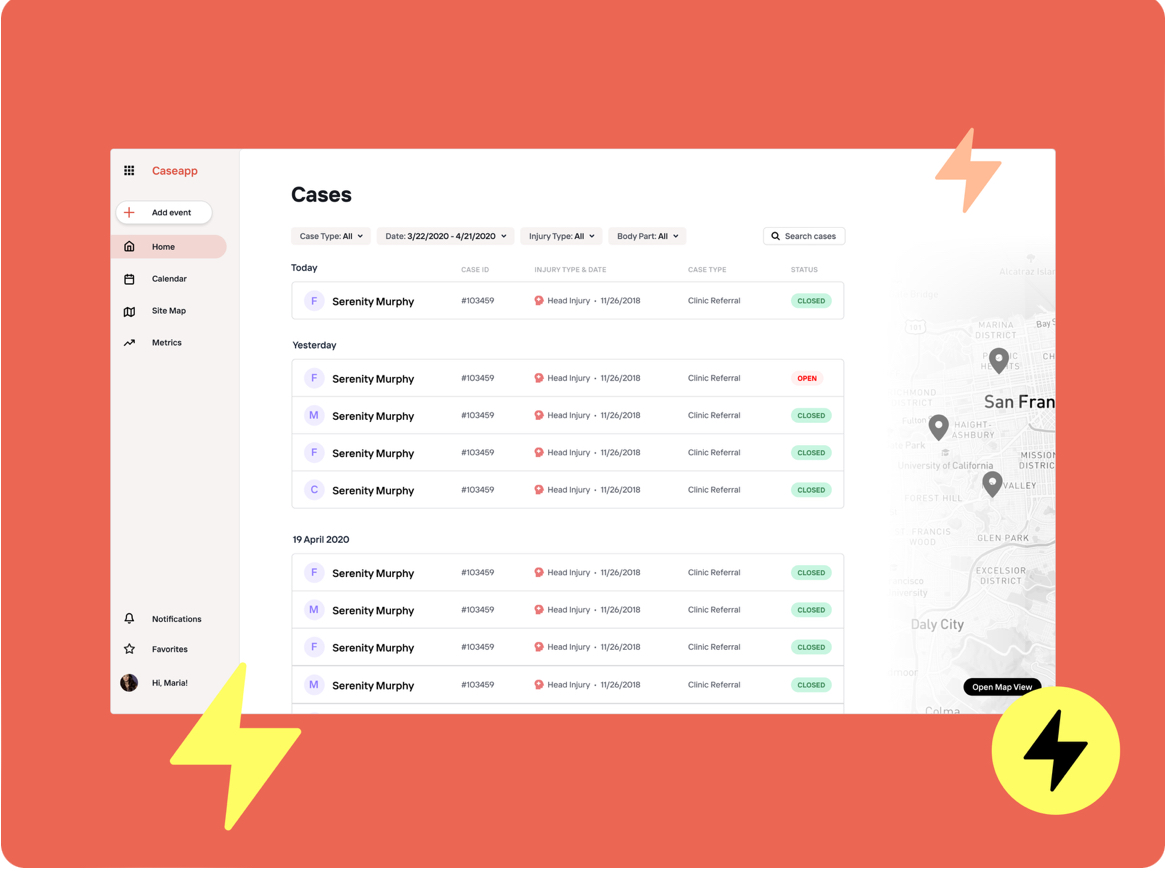 Caseapp
Add event
Home
Calendar
Site Map
Metrics
Notifications
Favorites
Hi, Maria!
Cases
Case Type: All
Date: 3/22/2020 - 4/21/2020
Injury Type: All
Body Part: All
Search cases
Today CASE ID INJURY TYPE & DATE CASE TYPE STATUS
F Serenity Murphy #103459 Head Injury • 11/26/2018 Clinic Referral CLOSED
Yesterday
F Serenity Murphy #103459 Head Injury • 11/26/2018 Clinic Referral OPEN
M Serenity Murphy #103459 Head Injury • 11/26/2018 Clinic Referral CLOSED
F Serenity Murphy #103459 Head Injury • 11/26/2018 Clinic Referral CLOSED
C Serenity Murphy #103459 Head Injury • 11/26/2018 Clinic Referral CLOSED
19 April 2020
F Serenity Murphy #103459 Head Injury • 11/26/2018 Clinic Referral CLOSED
M Serenity Murphy #103459 Head Injury • 11/26/2018 Clinic Referral CLOSED
F Serenity Murphy #103459 Head Injury • 11/26/2018 Clinic Referral CLOSED
M Serenity Murphy #103459 Head Injury • 11/26/2018 Clinic Referral CLOSED
Alcatraz Islan
101
MARINA
DISTRICT
Bay S
HEIGHTS
CH
DISTRICT
San Fran
Fulton
HAIGHT-
ASHBURY
e Park
MISSION
DISTRIC
University of California
VALLEY
FOREST HILL
ST. FRANCIS
WOOD
GLEN PARK
EXCELSIOR
DISTRICT
ncisco
niversity
Daly City
Open Map View
Colma